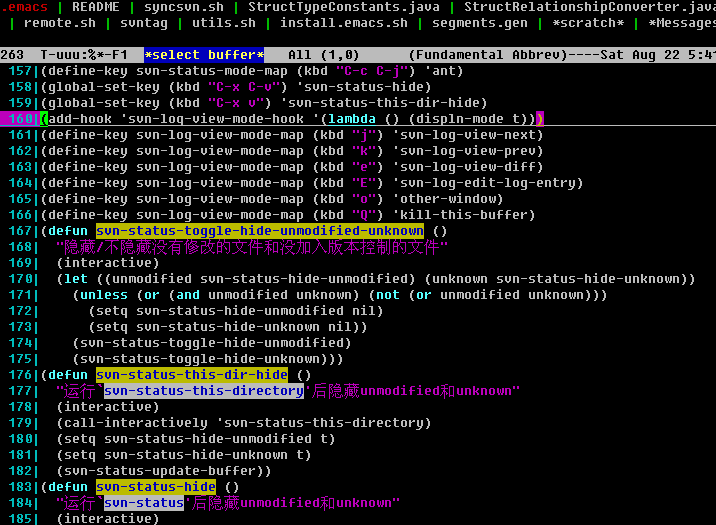 .emacs | README | syncsvn.sh | StructTypeConstants.java | StructRelationshipConverter.java
| remote.sh | svntag | utils.sh | install.emacs.sh | segments.gen | *scratch* | *Messages
263 T-uuu:%*-F1 *select buffer* All (1,0) (Fundamental Abbrev)----Sat Aug 22 5:41
157|(define-key svn-status-mode-map (kbd "C-c C-j") 'ant)
158|(global-set-key (kbd "C-x C-v") 'svn-status-hide)
159|(global-set-key (kbd "C-x v") 'svn-status-this-dir-hide)
160|(add-hook 'svn-log-view-mode-hook '(lambda () (displn-mode t)))
161|(define-key svn-log-view-mode-map (kbd "j") 'svn-log-view-next)
162|(define-key svn-log-view-mode-map (kbd "k") 'svn-log-view-prev)
163|(define-key svn-log-view-mode-map (kbd "e") 'svn-log-view-diff)
164|(define-key svn-log-view-mode-map (kbd "E") 'svn-log-edit-log-entry)
165|(define-key svn-log-view-mode-map (kbd "o") 'other-window)
166|(define-key svn-log-view-mode-map (kbd "Q") 'kill-this-buffer)
167|(defun svn-status-toggle-hide-unmodified-unknown ()
168| "隐藏/不隐藏没有修改的文件和没加入版本控制的文件"
169| (interactive)
170| (let ((unmodified svn-status-hide-unmodified) (unknown svn-status-hide-unknown))
171| (unless (or (and unmodified unknown) (not (or unmodified unknown)))
172| (setq svn-status-hide-unmodified nil)
173| (setq svn-status-hide-unknown nil))
174| (svn-status-toggle-hide-unmodified)
175| (svn-status-toggle-hide-unknown)))
176|(defun svn-status-this-dir-hide ()
177| "运行`svn-status-this-directory'后隐藏unmodified和unknown"
178| (interactive)
179| (call-interactively 'svn-status-this-directory)
180| (setq svn-status-hide-unmodified t)
181| (setq svn-status-hide-unknown t)
182| (svn-status-update-buffer))
183|(defun svn-status-hide ()
184| "运行`svn-status'后隐藏unmodified和unknown"
185| (interactive)